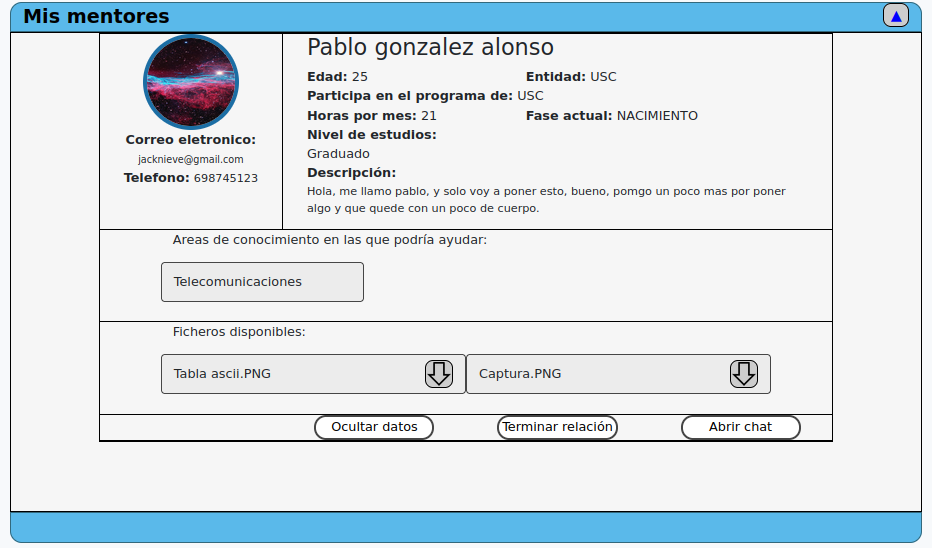 Mis mentores
Pablo gonzalez alonso
Edad: 25 Entidad: USC
Participa en el programa de: USC
Horas por mes: 21 Fase actual: NACIMIENTO
Nivel de estudios:
Graduado
Descripción:
Hola, me llamo pablo, y solo voy a poner esto, bueno, pomgo un poco mas por poner
algo y que quede con un poco de cuerpo.
Correo eletronico:
jacknieve@gmail.com
Telefono: 698745123
Areas de conocimiento en las que podría ayudar:
Telecomunicaciones
Ficheros disponibles:
Tabla ascii.PNG Captura.PNG
Ocultar datos Terminar relación Abrir chat